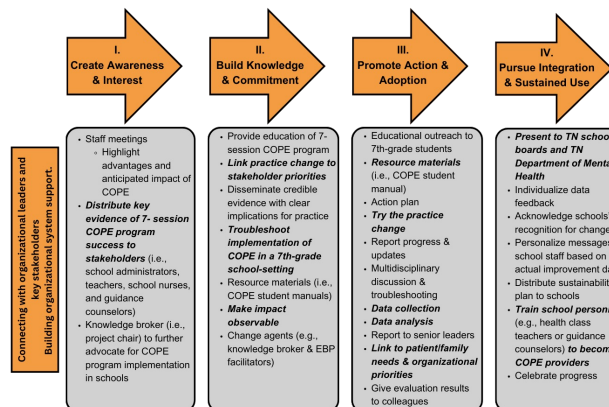 I.
Create Awareness
& Interest
II.
Build Knowledge
& Commitment
III.
Promote Action &
Adoption
IV.
Pursue Integration
& Sustained Use
Connecting with organizational leaders and
key stakeholders
Building organizational system support.
Staff meetings
Highlight
advantages and
anticipated impact of
COPE
Distribute key
evidence of 7- session
COPE program
success to
stakeholders (i.e.,
school administrators,
teachers, school nurses,
and guidance
counselors)
Knowledge broker (i.e.,
project chair) to further
advocate for COPE
program implementation
in schools
Provide education of 7-
session COPE program
Link practice change to
stakeholder priorities
Disseminate credible
evidence with clear
implications for practice
Troubleshoot
implementation of
COPE in a 7th-grade
school-setting
Resource materials (i.e.,
COPE student manuals)
Make impact
observable
Change agents (e.g.,
knowledge broker & EBP
facilitators)
Educational outreach to
7th-grade students
Resource materials
(i.e., COPE student
manual)
Action plan
Try the practice
change
Report progress &
updates
Multidisciplinary
discussion &
troubleshooting
Data collection
Data analysis
Report to senior leaders
Link to patient/family
needs & organizational
priorities
Give evaluation results
to colleagues
Present to TN school
boards and TN
Department of Mental
Health
Individualize data
feedback
Acknowledge schools'
recognition for change
Personalize messages
school staff based on
actual improvement
Distribute
plan to schools
Train school
(e.g., health class
teachers or guidance
counselors) to
COPE providers
Celebrate progress